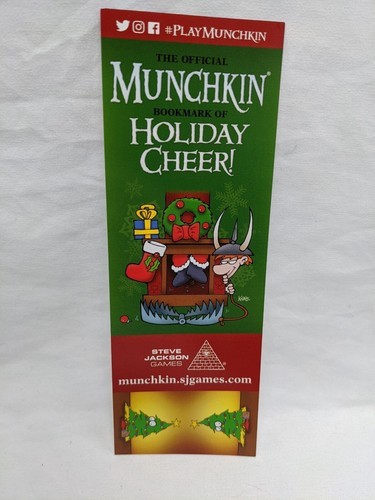 #PLAYMUNCHKIN
THE OFFICIAL
MUNCHKIN®
BOOKMARK OF
HOLIDAY
CHEER!
STEVE
JACKSON
GAMES
munchkin.sjgames.com